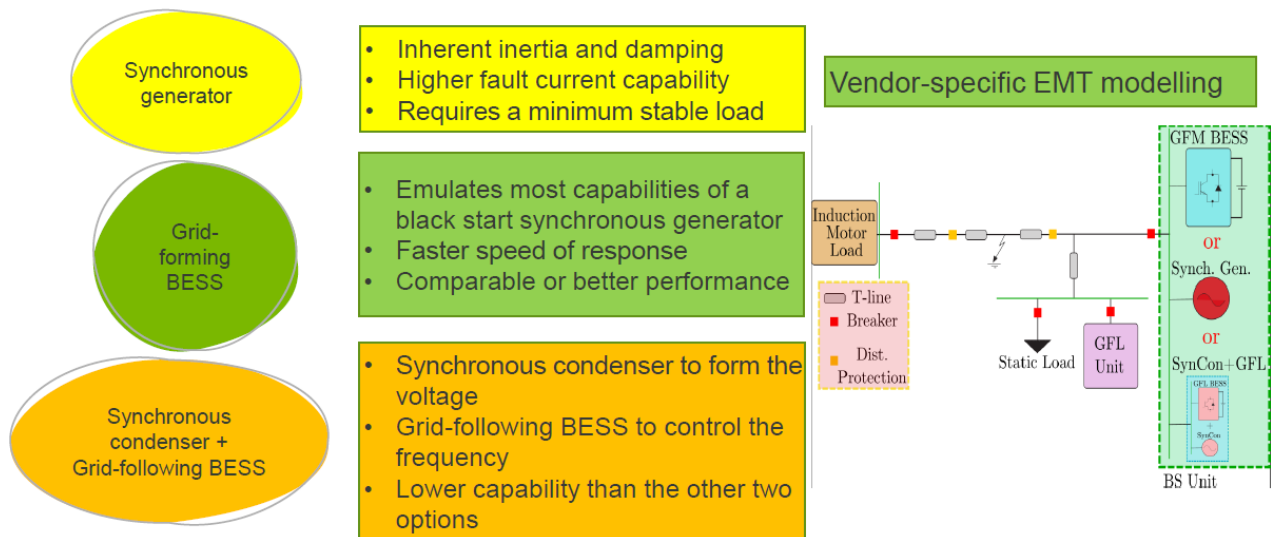 Synchronous
generator
• Inherent inertia and damping
• Higher fault current capability
• Requires a minimum stable load
Grid-
forming
BESS
• Emulates most capabilities of a
black start synchronous generator
• Faster speed of response
• Comparable or better performance
Synchronous
condenser +
Grid-following BESS
• Synchronous condenser to form the
voltage
• Grid-following BESS to control the
frequency
• Lower capability than the other two
options
Vendor-specific EMT modelling
GFM BESS
or
Synch. Gen.
or
SynCon+GFL
GFL BESS
+
SynCon
BS Unit
Induction
Motor
Load
T-line
Breaker
Dist.
Protection
Static Load
GFL
Unit